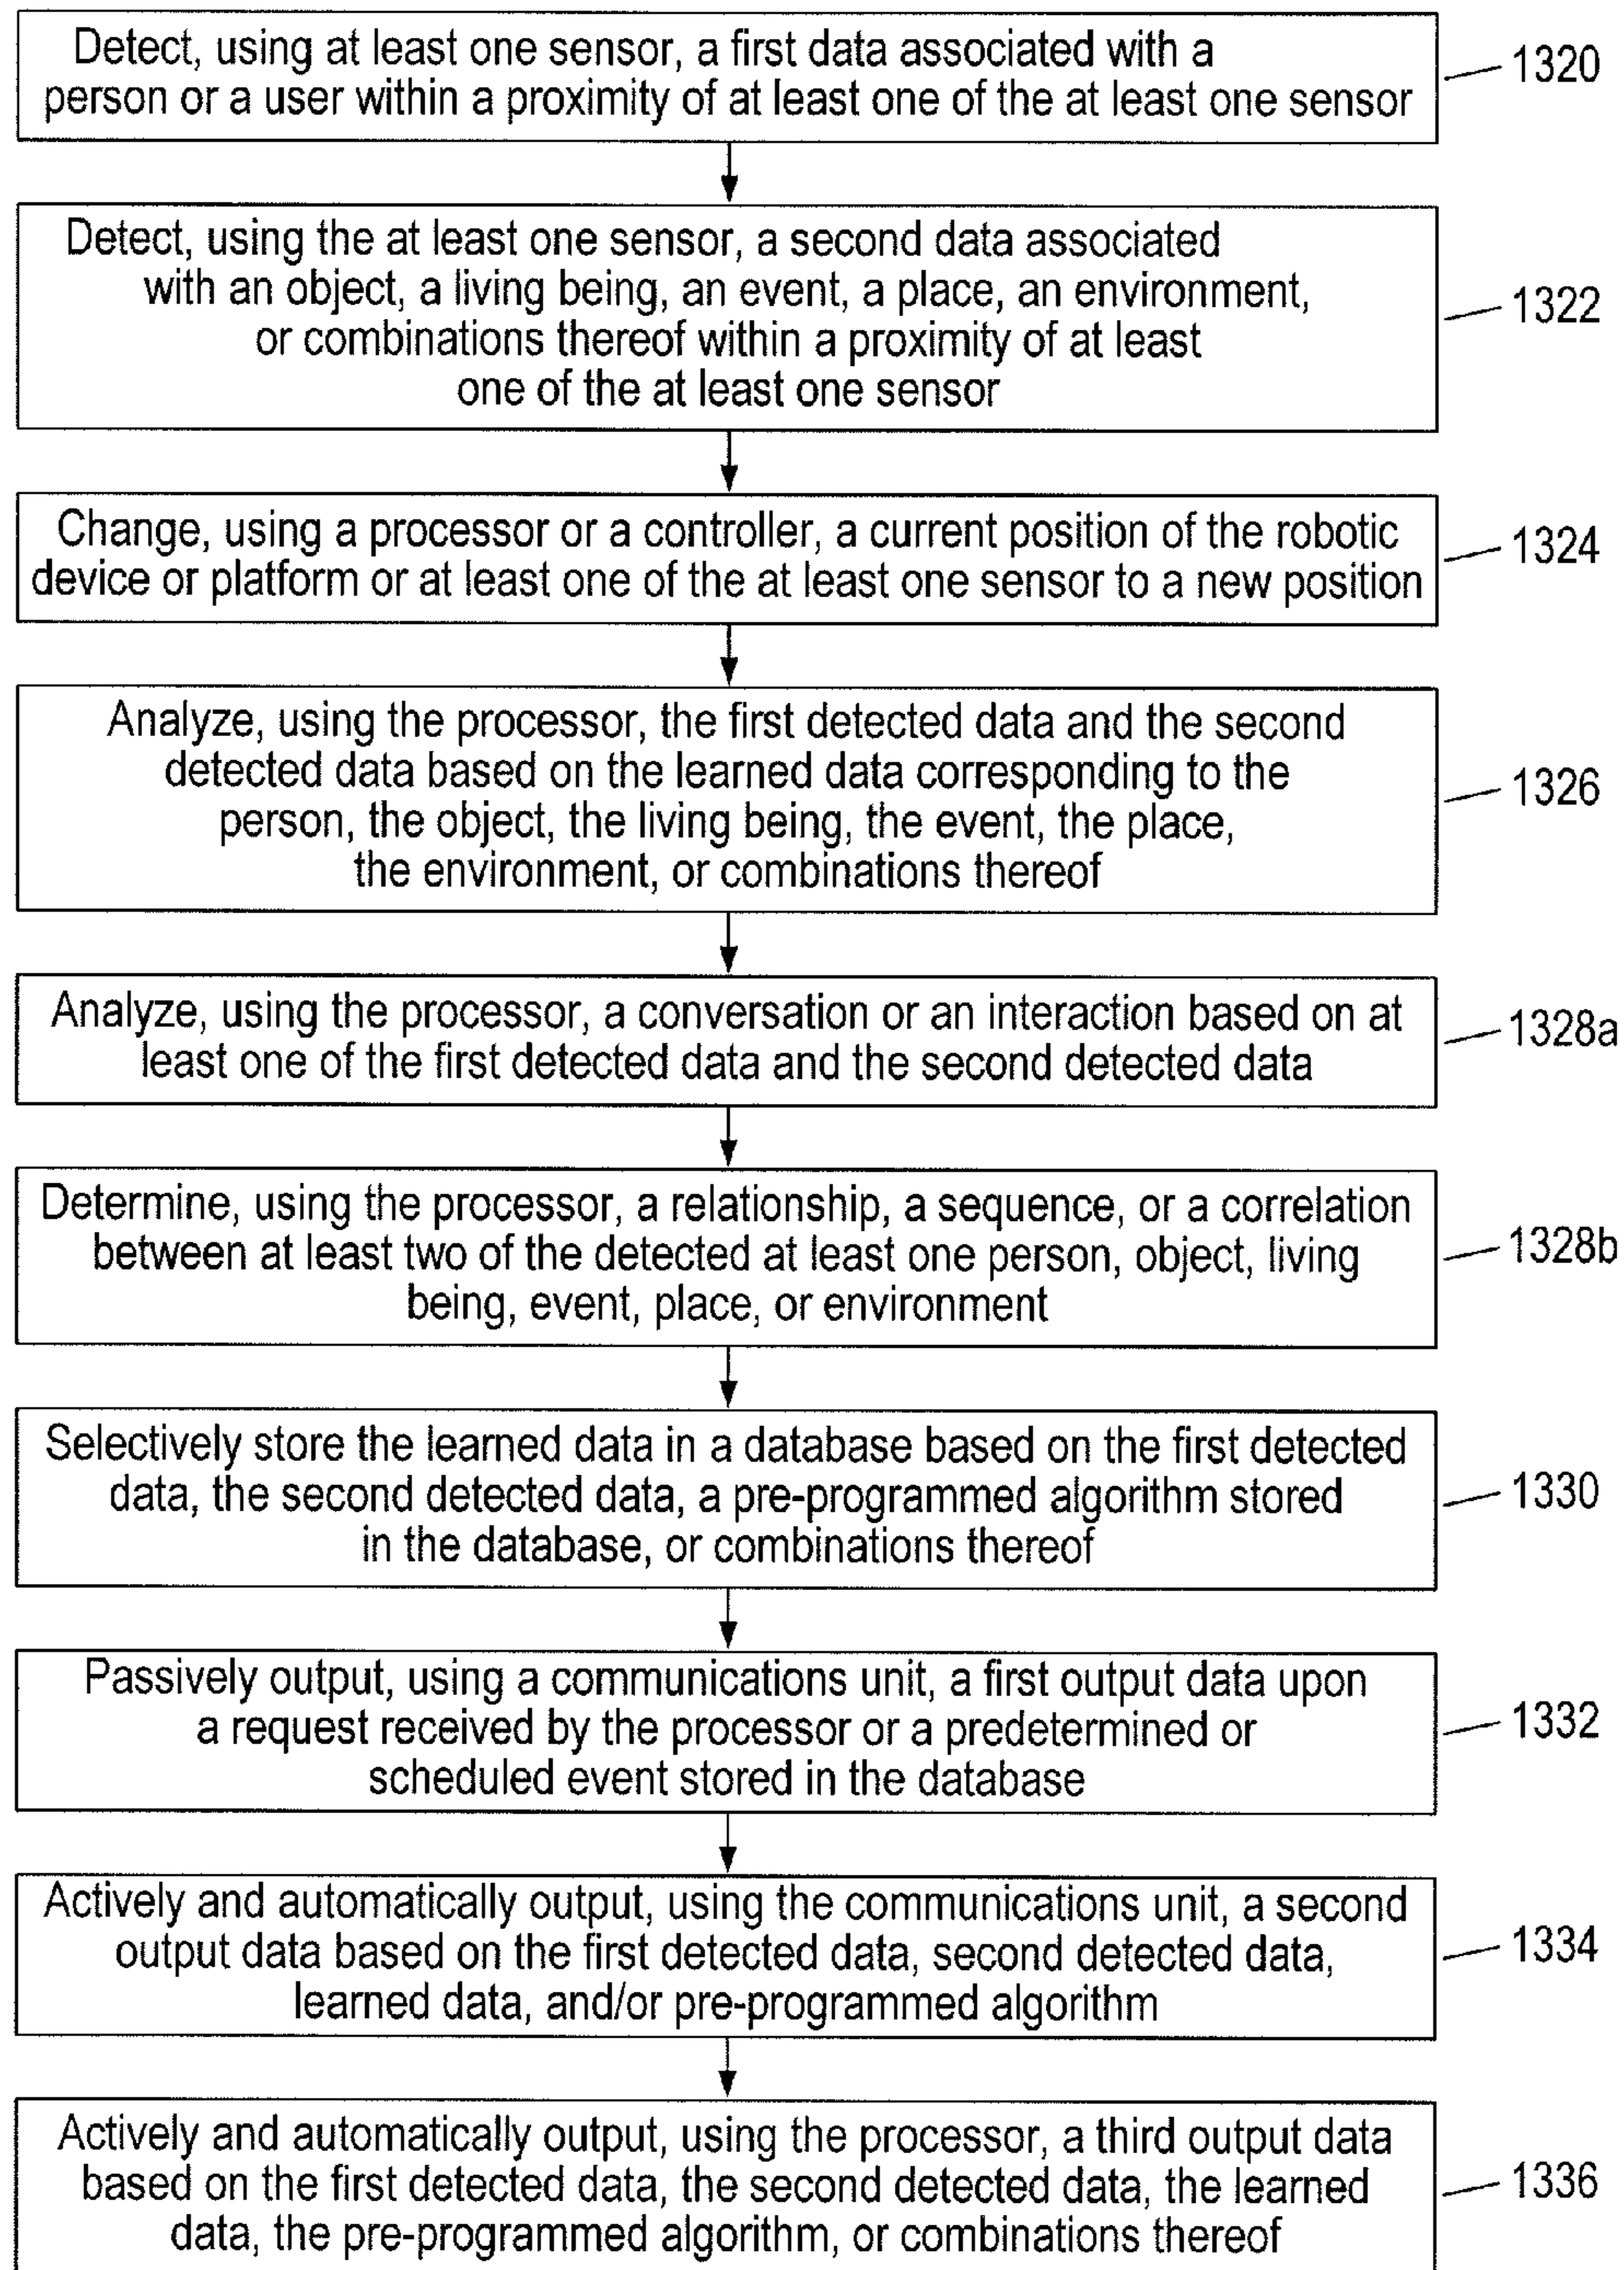 Detect, using at least one sensor, a first data associated with a
person or a user within a proximity of at least one of the at least one sensor
1320
Detect, using the at least one sensor, a second data associated
with an object, a living being, an event, a place, an environment,
or combinations thereof within a proximity of at least
one of the at least one sensor
1322
Change, using a processor or a controller, a current position of the robotic
device or platform or at least one of the at least one sensor to a new position
1324
Analyze, using the processor, the first detected data and the second
detected data based on the learned data corresponding to the
person, the object, the living being, the event, the place,
the environment, or combinations thereof
1326
Analyze, using the processor, a conversation or an interaction based on at
least one of the first detected data and the second detected data
1328a
Determine, using the processor, a relationship, a sequence, or a correlation
between at least two of the detected at least one person, object, living
being, event, place, or environment
1328b
Selectively store the learned data in a database based on the first detected
data, the second detected data, a pre-programmed algorithm stored
in the database, or combinations thereof
1330
Passively output, using a communications unit, a first output data upon
a request received by the processor or a predetermined or
scheduled event stored in the database
1332
Actively and automatically output, using the communications unit, a second
output data based on the first detected data, second detected data,
learned data, and/or pre-programmed algorithm
1334
Actively and automatically output, using the processor, a third output data
based on the first detected data, the second detected data, the learned
data, the pre-programmed algorithm, or combinations thereof
1336